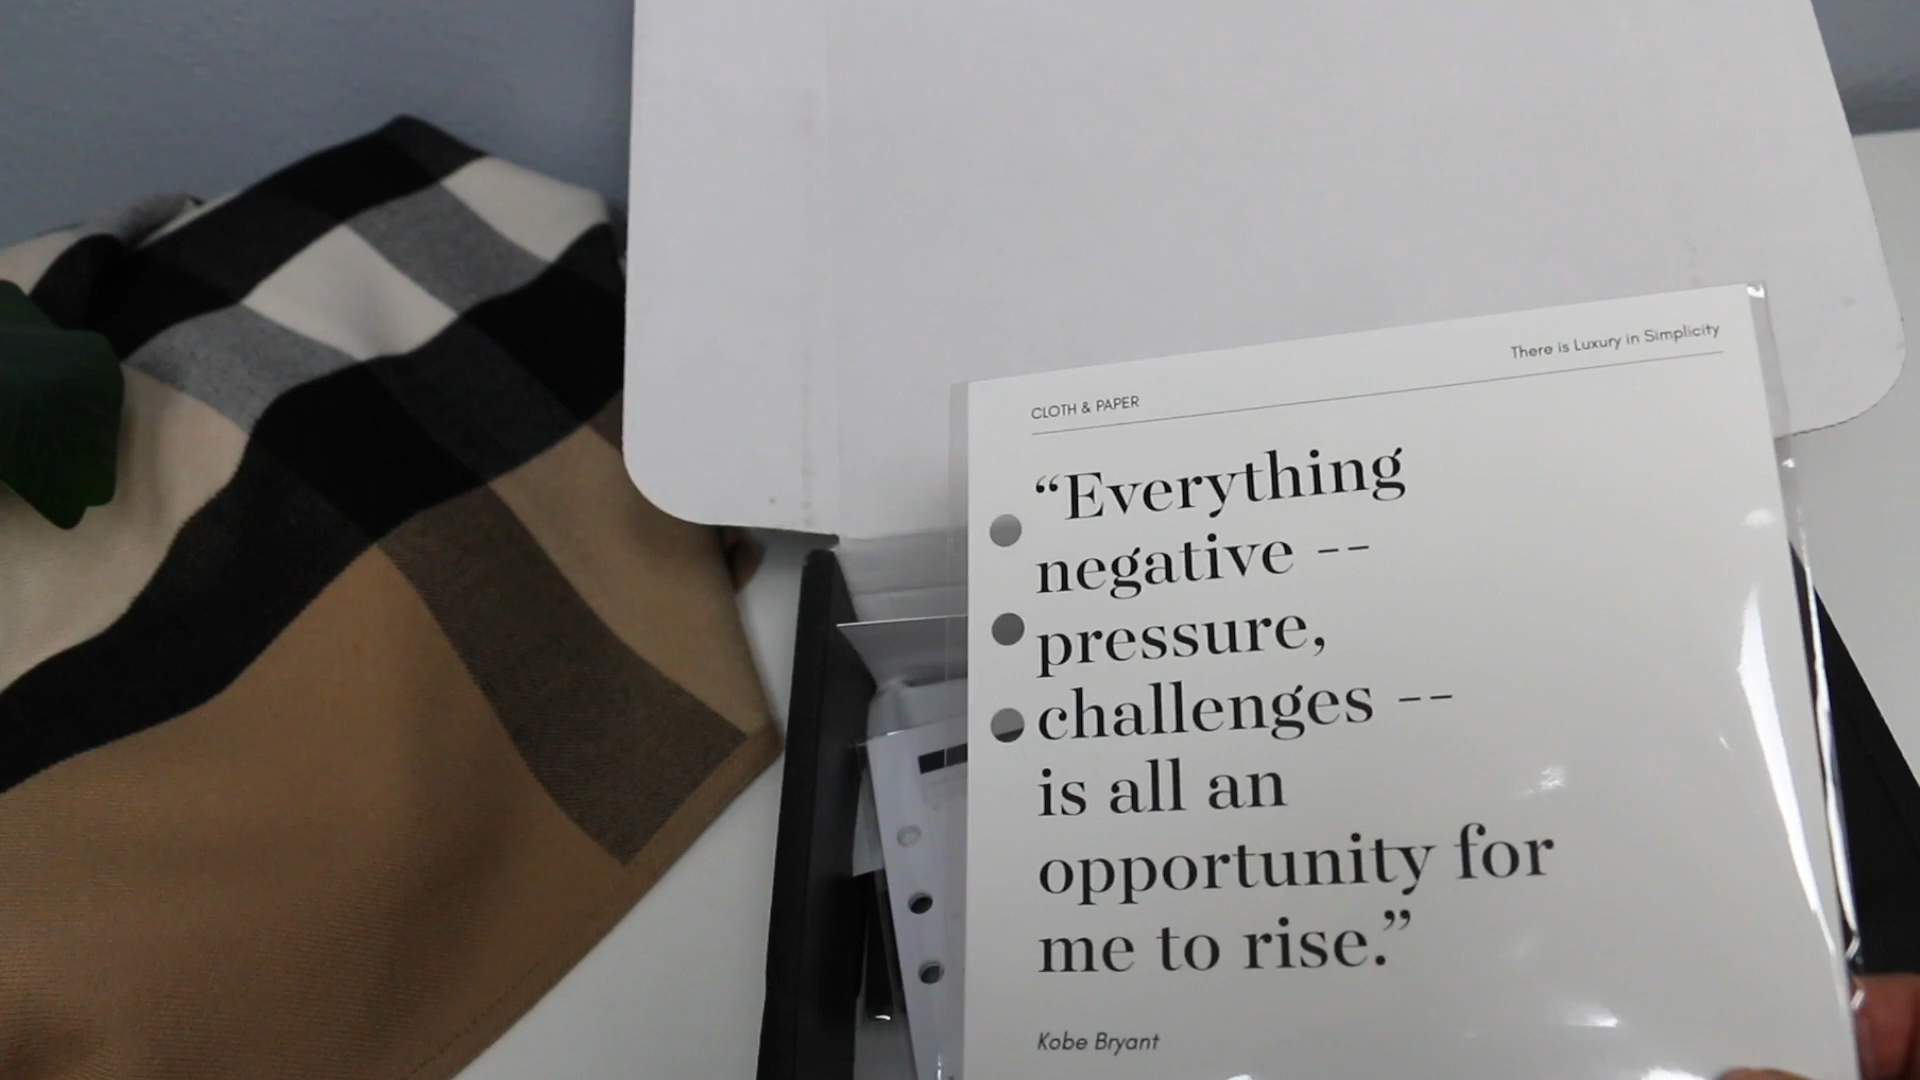 There is Luxury in Simplicity
CLOTH & PAPER
“Everything
negative --
pressure,
challenges --
is all an
opportunity for
me to rise.”
Kobe Bryant